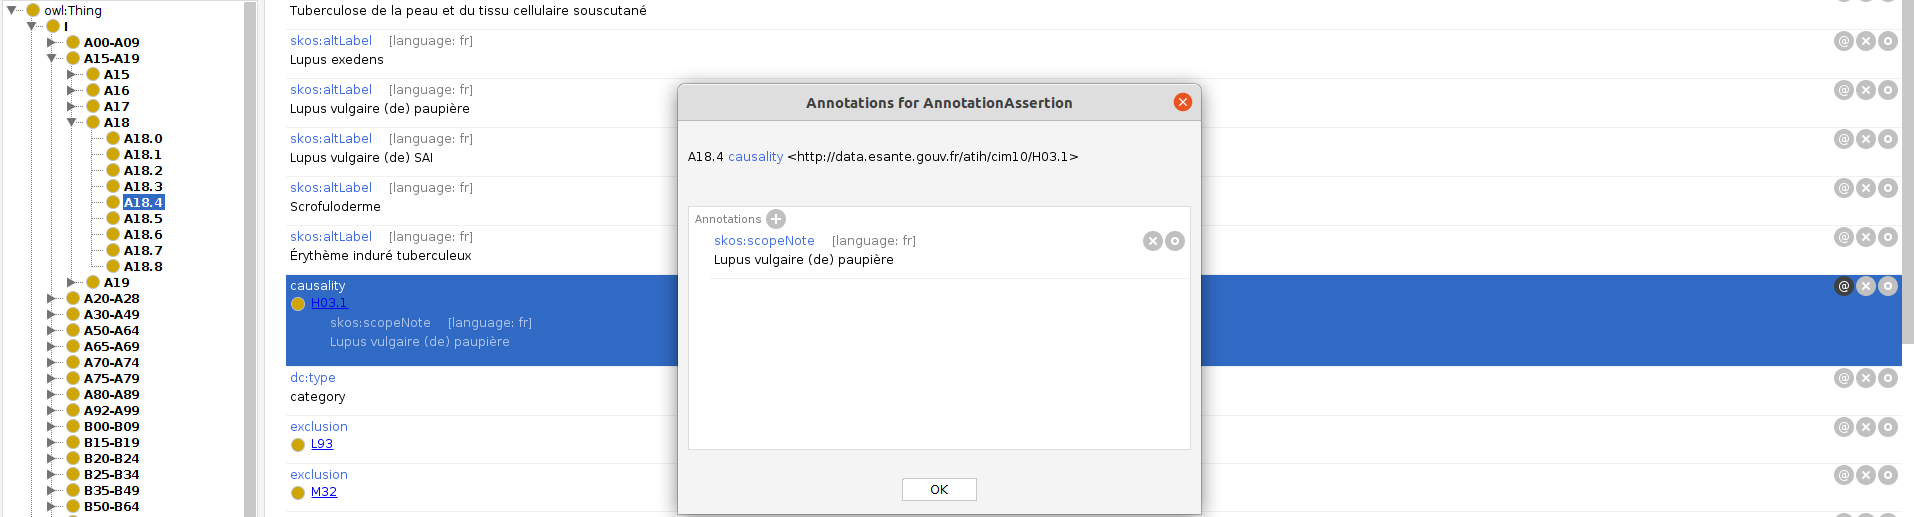 owl:Thing
I
A00-A09
A15-A19
A15
A16
A17
A18
A18.0
A18.1
A18.2
A18.3
A18.4
A18.5
A18.6
A18.7
A18.8
A19
A20-A28
A30-A49
A50-A64
A65-A69
A70-A74
A75-A79
A80-A89
A92-A99
B00-B09
B15-B19
B20-B24
B25-B34
B35-B49
B50-B64
Tuberculose de la peau et du tissu cellulaire souscutané
skos:altLabel [language: fr]
Lupus exedens
skos:altLabel [language: fr]
Lupus vulgaire (de) paupière
skos:altLabel [language: fr]
Lupus vulgaire (de) SAI
skos:altLabel [language: fr]
Scrofuloderme
skos:altLabel [language: fr]
Érythème induré tuberculeux
causality
H03.1
skos:scopeNote [language: fr]
Lupus vulgaire (de) paupière
dc:type
category
exclusion
L93
exclusion
M32
Annotations for AnnotationAssertion
A18.4 causality <http://data.esante.gouv.fr/atih/cim10/H03.1>
Annotations
skos:scopeNote [language: fr]
Lupus vulgaire (de) paupière
OK